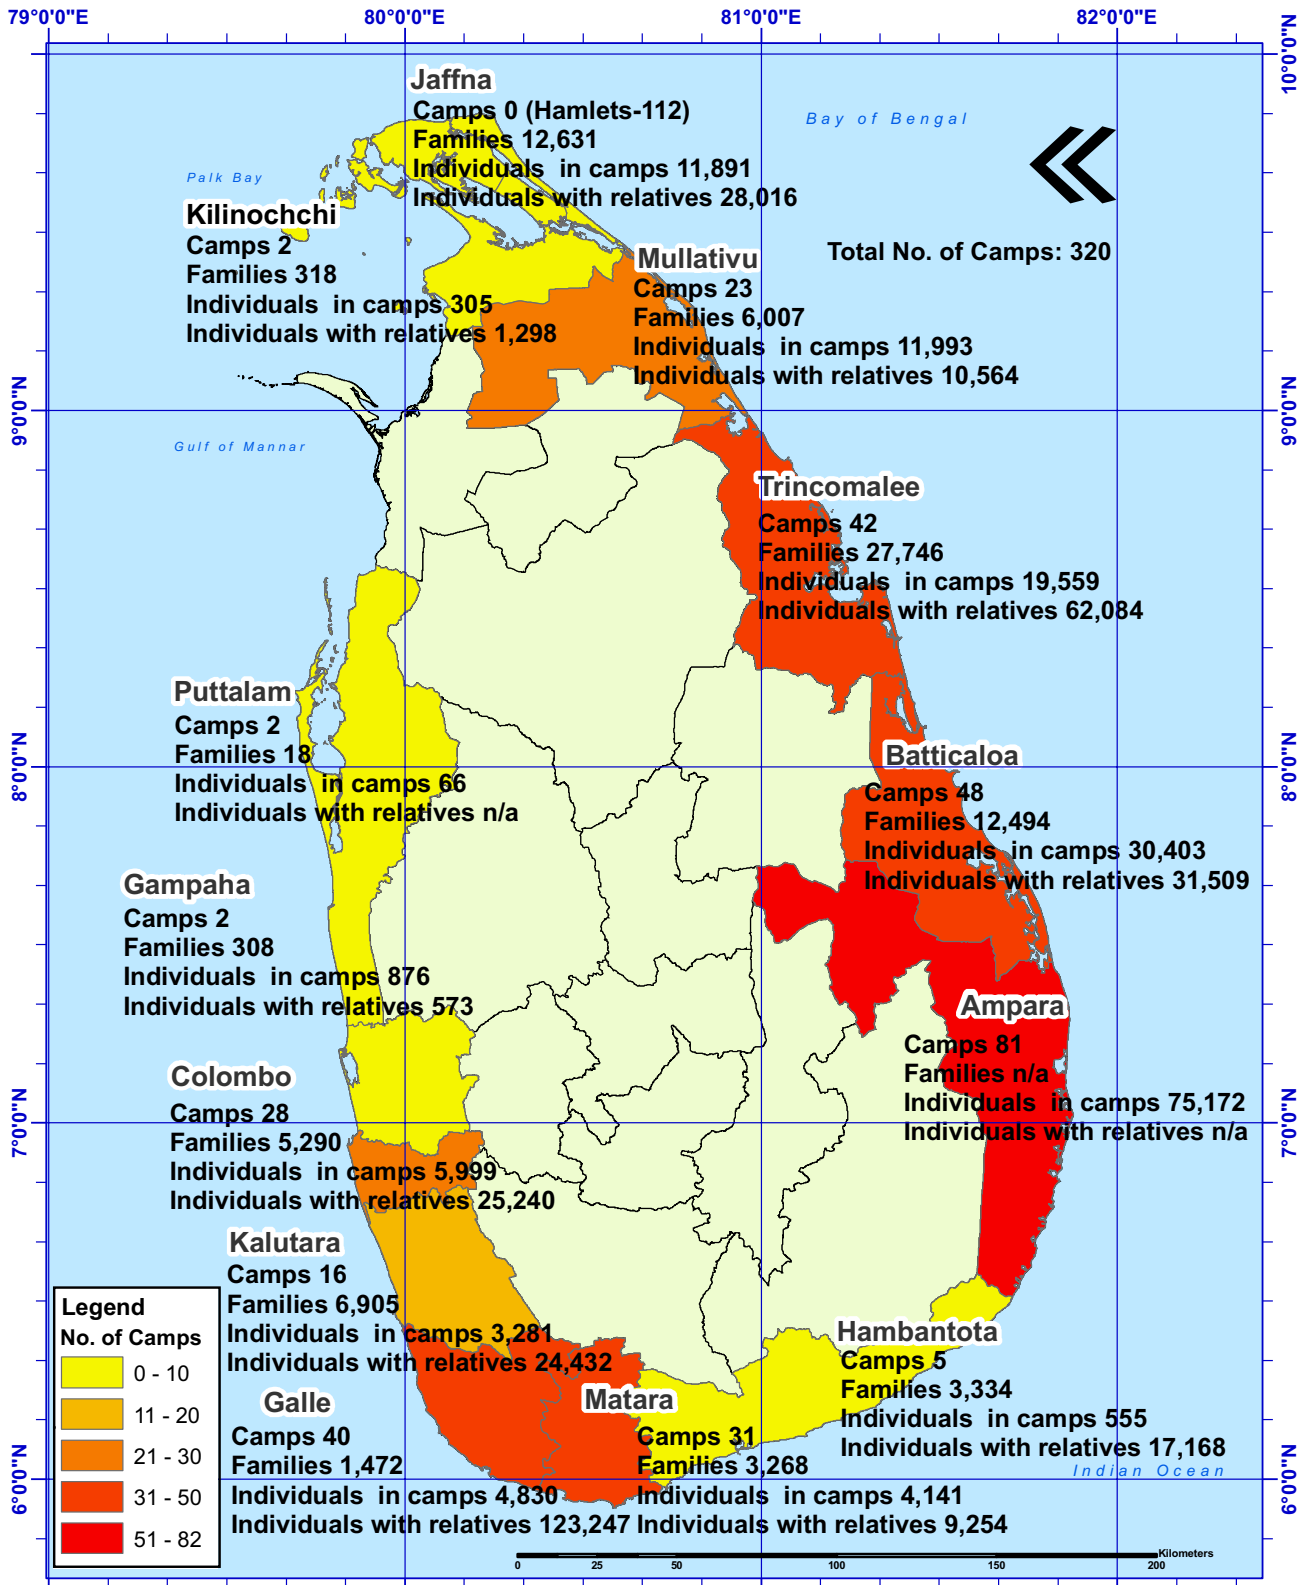 79°0'0"E 80°0'0"E 81°0'0"E 82°0'0"E
10°0'0"N
10°0'0"N
9°0'0"N
9°0'0"N
8°0'0"N
8°0'0"N
7°0'0"N
7°0'0"N
6°0'0"N
6°0'0"N
Bay of Bengal
Palk Bay
Gulf of Mannar
Indian Ocean
Total No. of Camps: 320
Jaffna
Camps 0 (Hamlets-112)
Families 12,631
Individuals in camps 11,891
Individuals with relatives 28,016
Kilinochchi
Camps 2
Families 318
Individuals in camps 305
Individuals with relatives 1,298
Mullativu
Camps 23
Families 6,007
Individuals in camps 11,993
Individuals with relatives 10,564
Trincomalee
Camps 42
Families 27,746
Individuals in camps 19,559
Individuals with relatives 62,084
Puttalam
Camps 2
Families 18
Individuals in camps 66
Individuals with relatives n/a
Batticaloa
Camps 48
Families 12,494
Individuals in camps 30,403
Individuals with relatives 31,509
Gampaha
Camps 2
Families 308
Individuals in camps 876
Individuals with relatives 573
Ampara
Camps 81
Families n/a
Individuals in camps 75,172
Individuals with relatives n/a
Colombo
Camps 28
Families 5,290
Individuals in camps 5,999
Individuals with relatives 25,240
Kalutara
Camps 16
Families 6,905
Individuals in camps 3,281
Individuals with relatives 24,432
Hambantota
Camps 5
Families 3,334
Individuals in camps 555
Individuals with relatives 17,168
Galle
Camps 40
Families 1,472
Individuals in camps 4,830
Individuals with relatives 123,247
Matara
Camps 31
Families 3,268
Individuals in camps 4,141
Individuals with relatives 9,254
Legend
No. of Camps
0 - 10
11 - 20
21 - 30
31 - 50
51 - 82
Kilometers
0 25 50 100 150 200